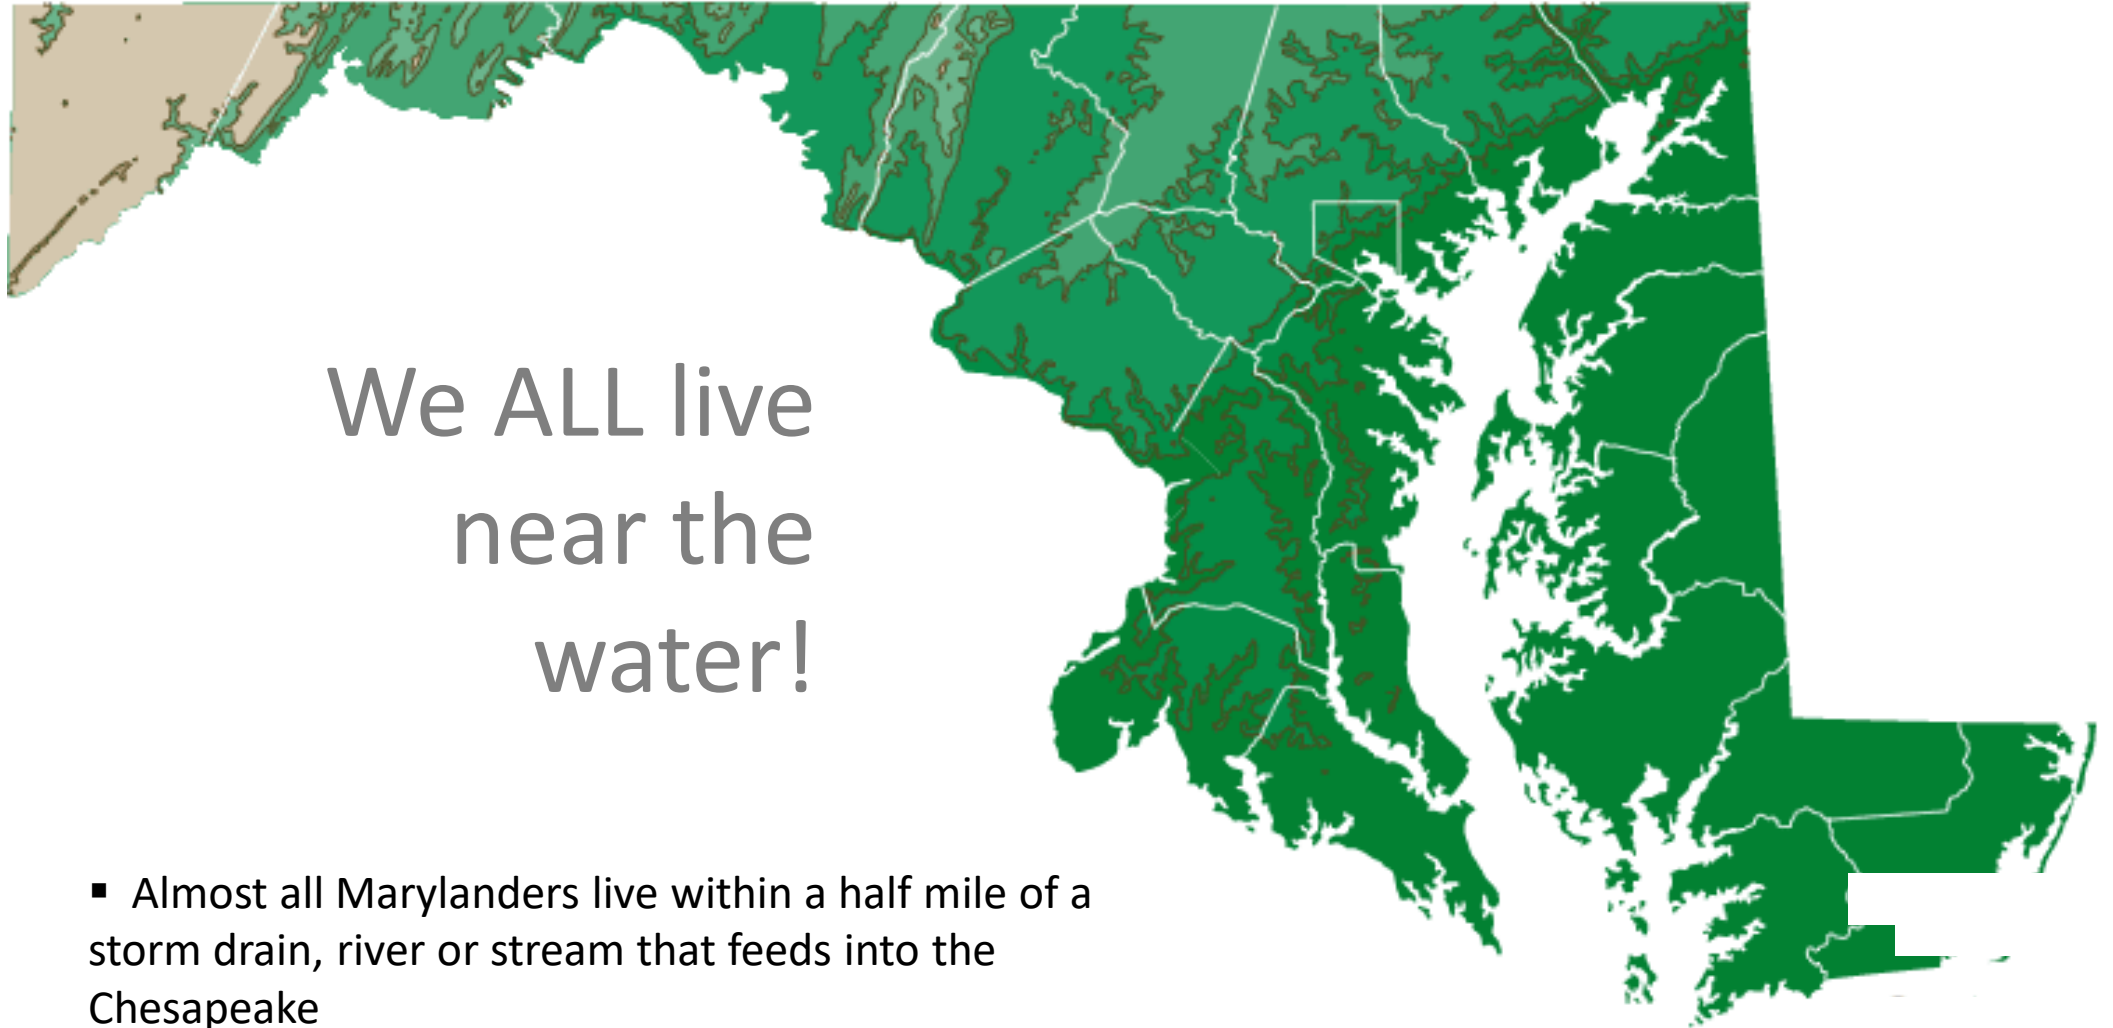 We ALL live
near the
water!
▪ Almost all Marylanders live within a half mile of a
storm drain, river or stream that feeds into the
Chesapeake